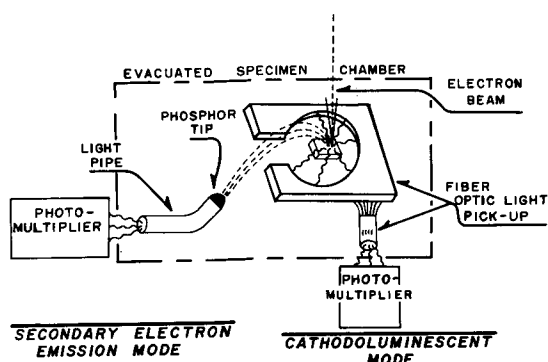 EVACUATED SPECIMEN CHAMBER
ELECTRON
BEAM
PHOSPHOR
TIP
LIGHT
PIPE
PHOTO-
MULTIPLIER
FIBER
OPTIC LIGHT
PICK-UP
PHOTO-
MULTIPLIER
SECONDARY ELECTRON
EMISSION MODE
CATHODOLUMINESCENT
MODE